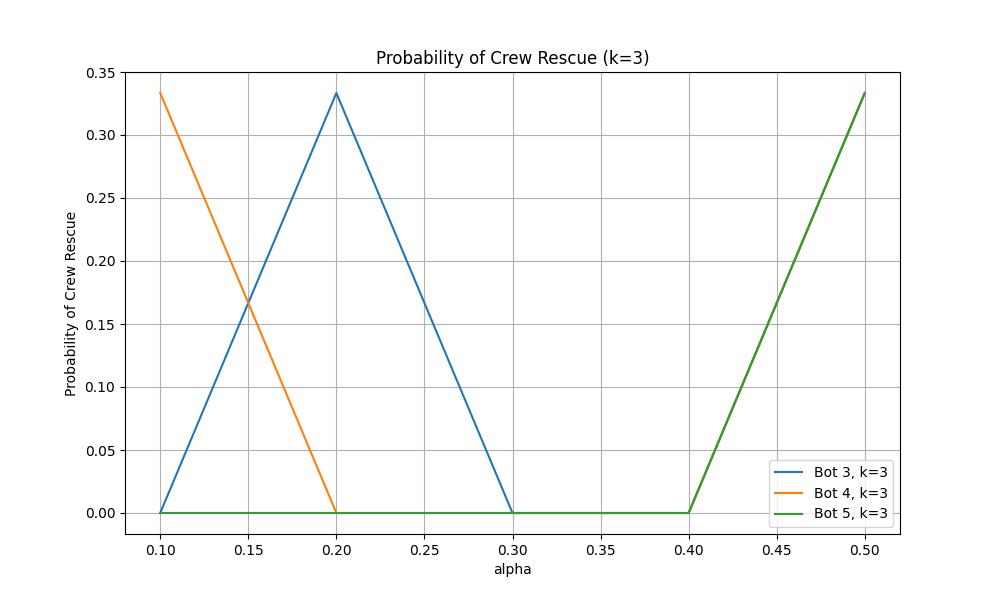 Probability of Crew Rescue (k=3)
Probability of Crew Rescue
0.35
0.30
0.25
0.20
0.15
0.10
0.05
0.00
0.10 0.15 0.20 0.25 0.30 0.35 0.40 0.45 0.50
alpha
Bot 3, k=3
Bot 4, k=3
Bot 5, k=3